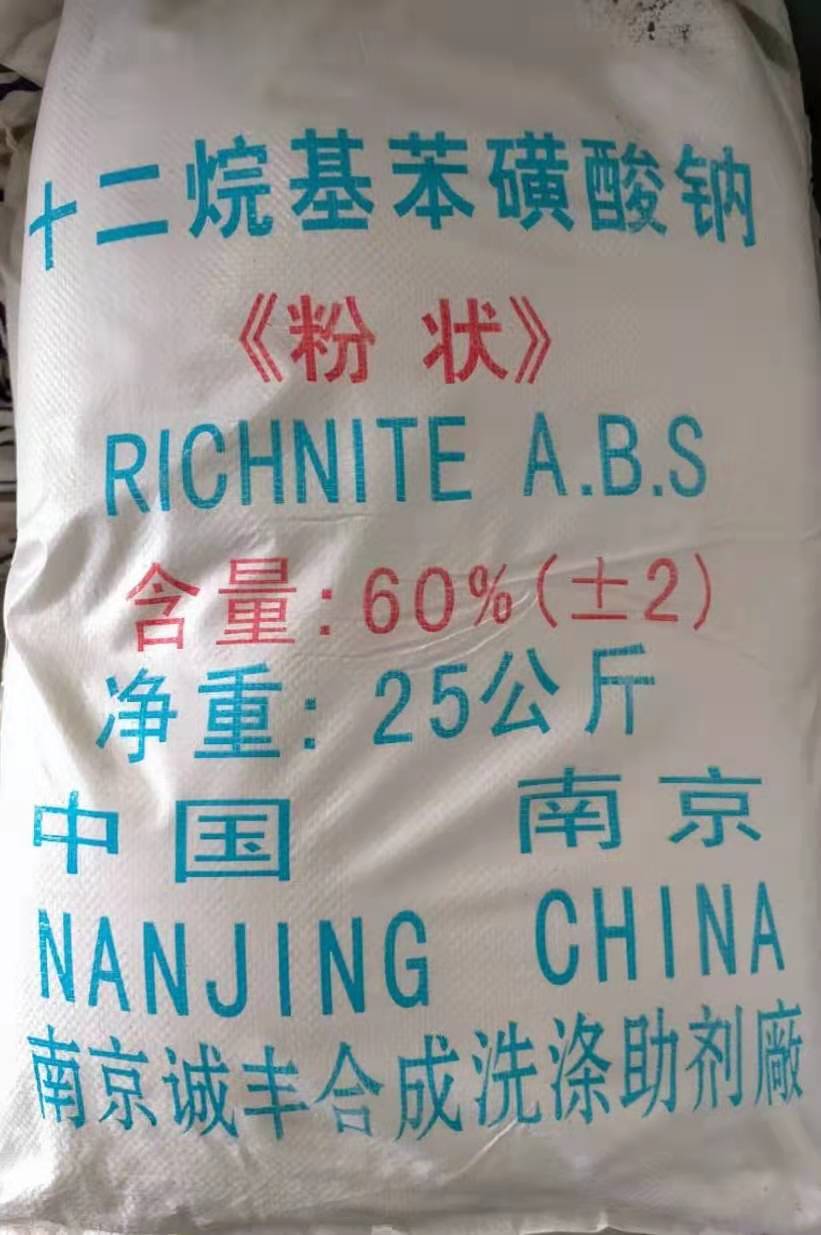 十二烷基苯磺酸钠
《粉状》
RICHNITE A.B.S
含量:60%(±2)
净重:25公斤
中国 南京
NANJING CHINA
南京诚丰合成洗涤助剂廠